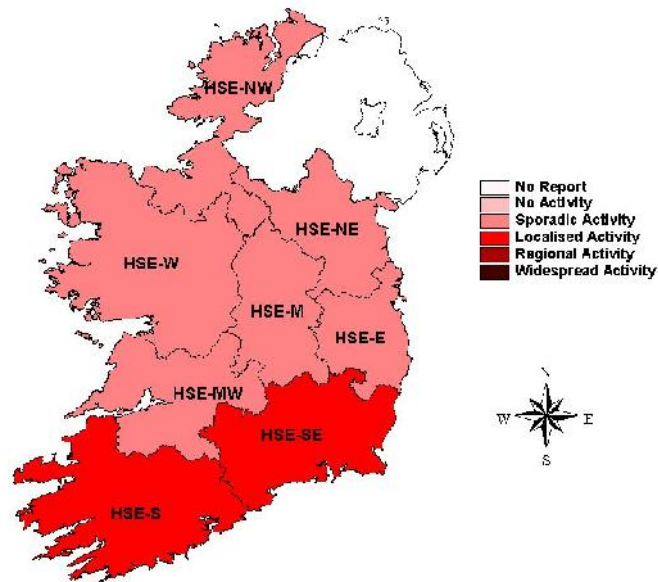 HSE-NW
No Report
No Activity
Sporadic Activity
Localised Activity
Regional Activity
Widespread Activity
HSE-NE
HSE-W
HSE-M
HSE-E
HSE-MW
HSE-SE
HSE-S
N
W
E
S